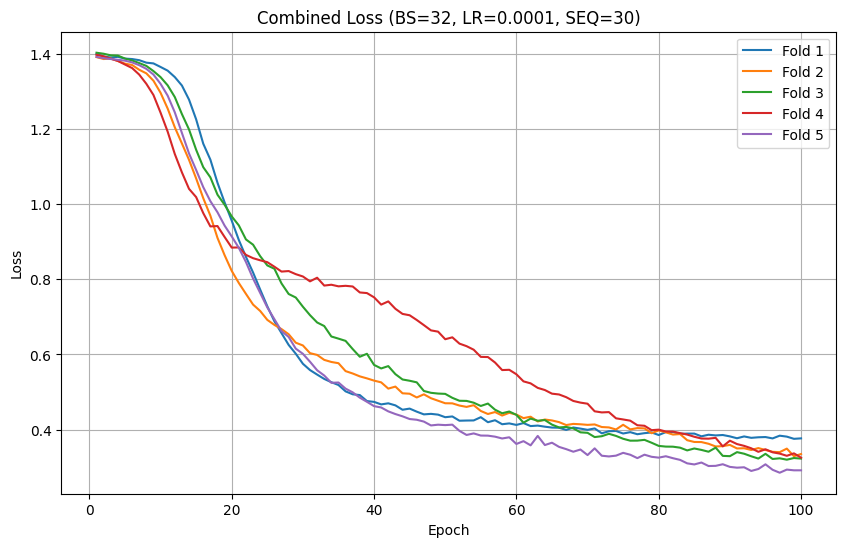 Combined Loss (BS=32, LR=0.0001, SEQ=30)
Fold 1
Fold 2
Fold 3
Fold 4
Fold 5
Loss
1.4
1.2
1.0
0.8
0.6
0.4
0 20 40 60 80 100
Epoch